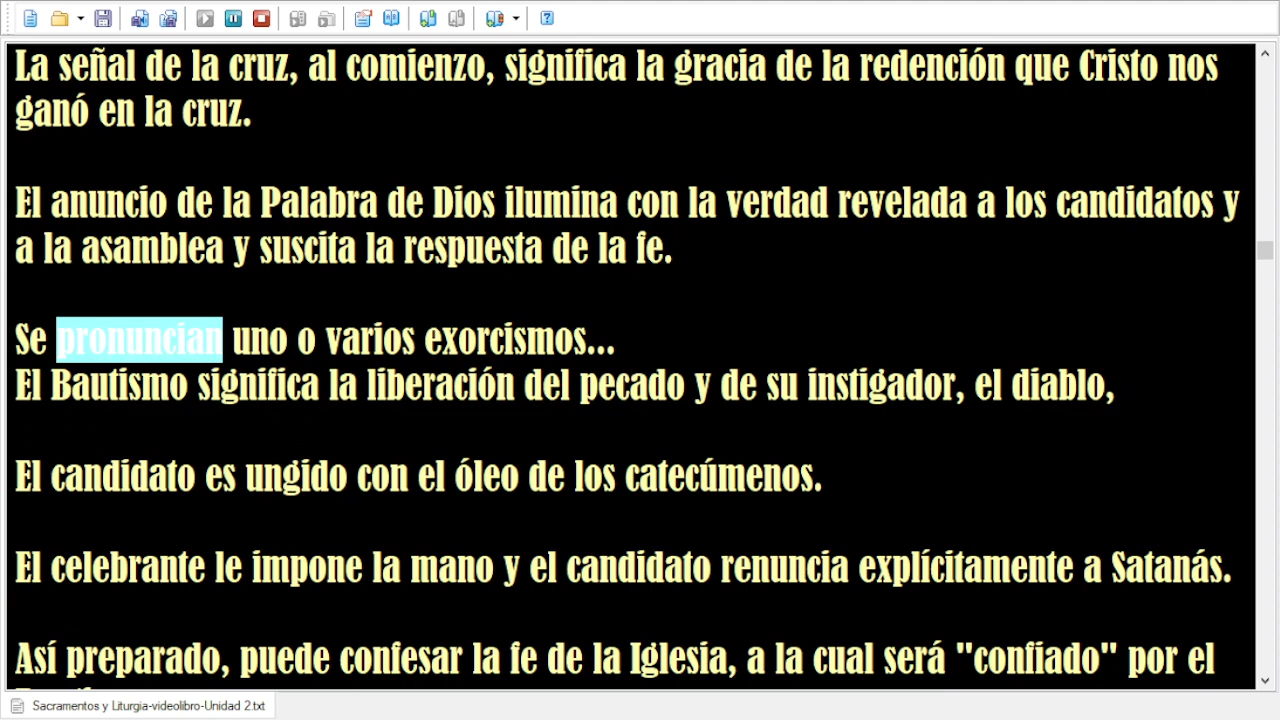 La señal de la cruz, al comienzo, significa la gracia de la redención que Cristo nos
ganó en la cruz.
El anuncio de la Palabra de Dios ilumina con la verdad revelada a los candidatos y
a la asamblea y suscita la respuesta de la fe.
Se pronuncian uno o varios exorcismos...
El Bautismo significa la liberación del pecado y de su instigador, el diablo,
El candidato es ungido con el óleo de los catecúmenos.
El celebrante le impone la mano y el candidato renuncia explícitamente a Satanás.
Así preparado, puede confesar la fe de la Iglesia, a la cual será "confiado" por el
Sacramentos y Liturgia-videolibro-Unidad 2.txt